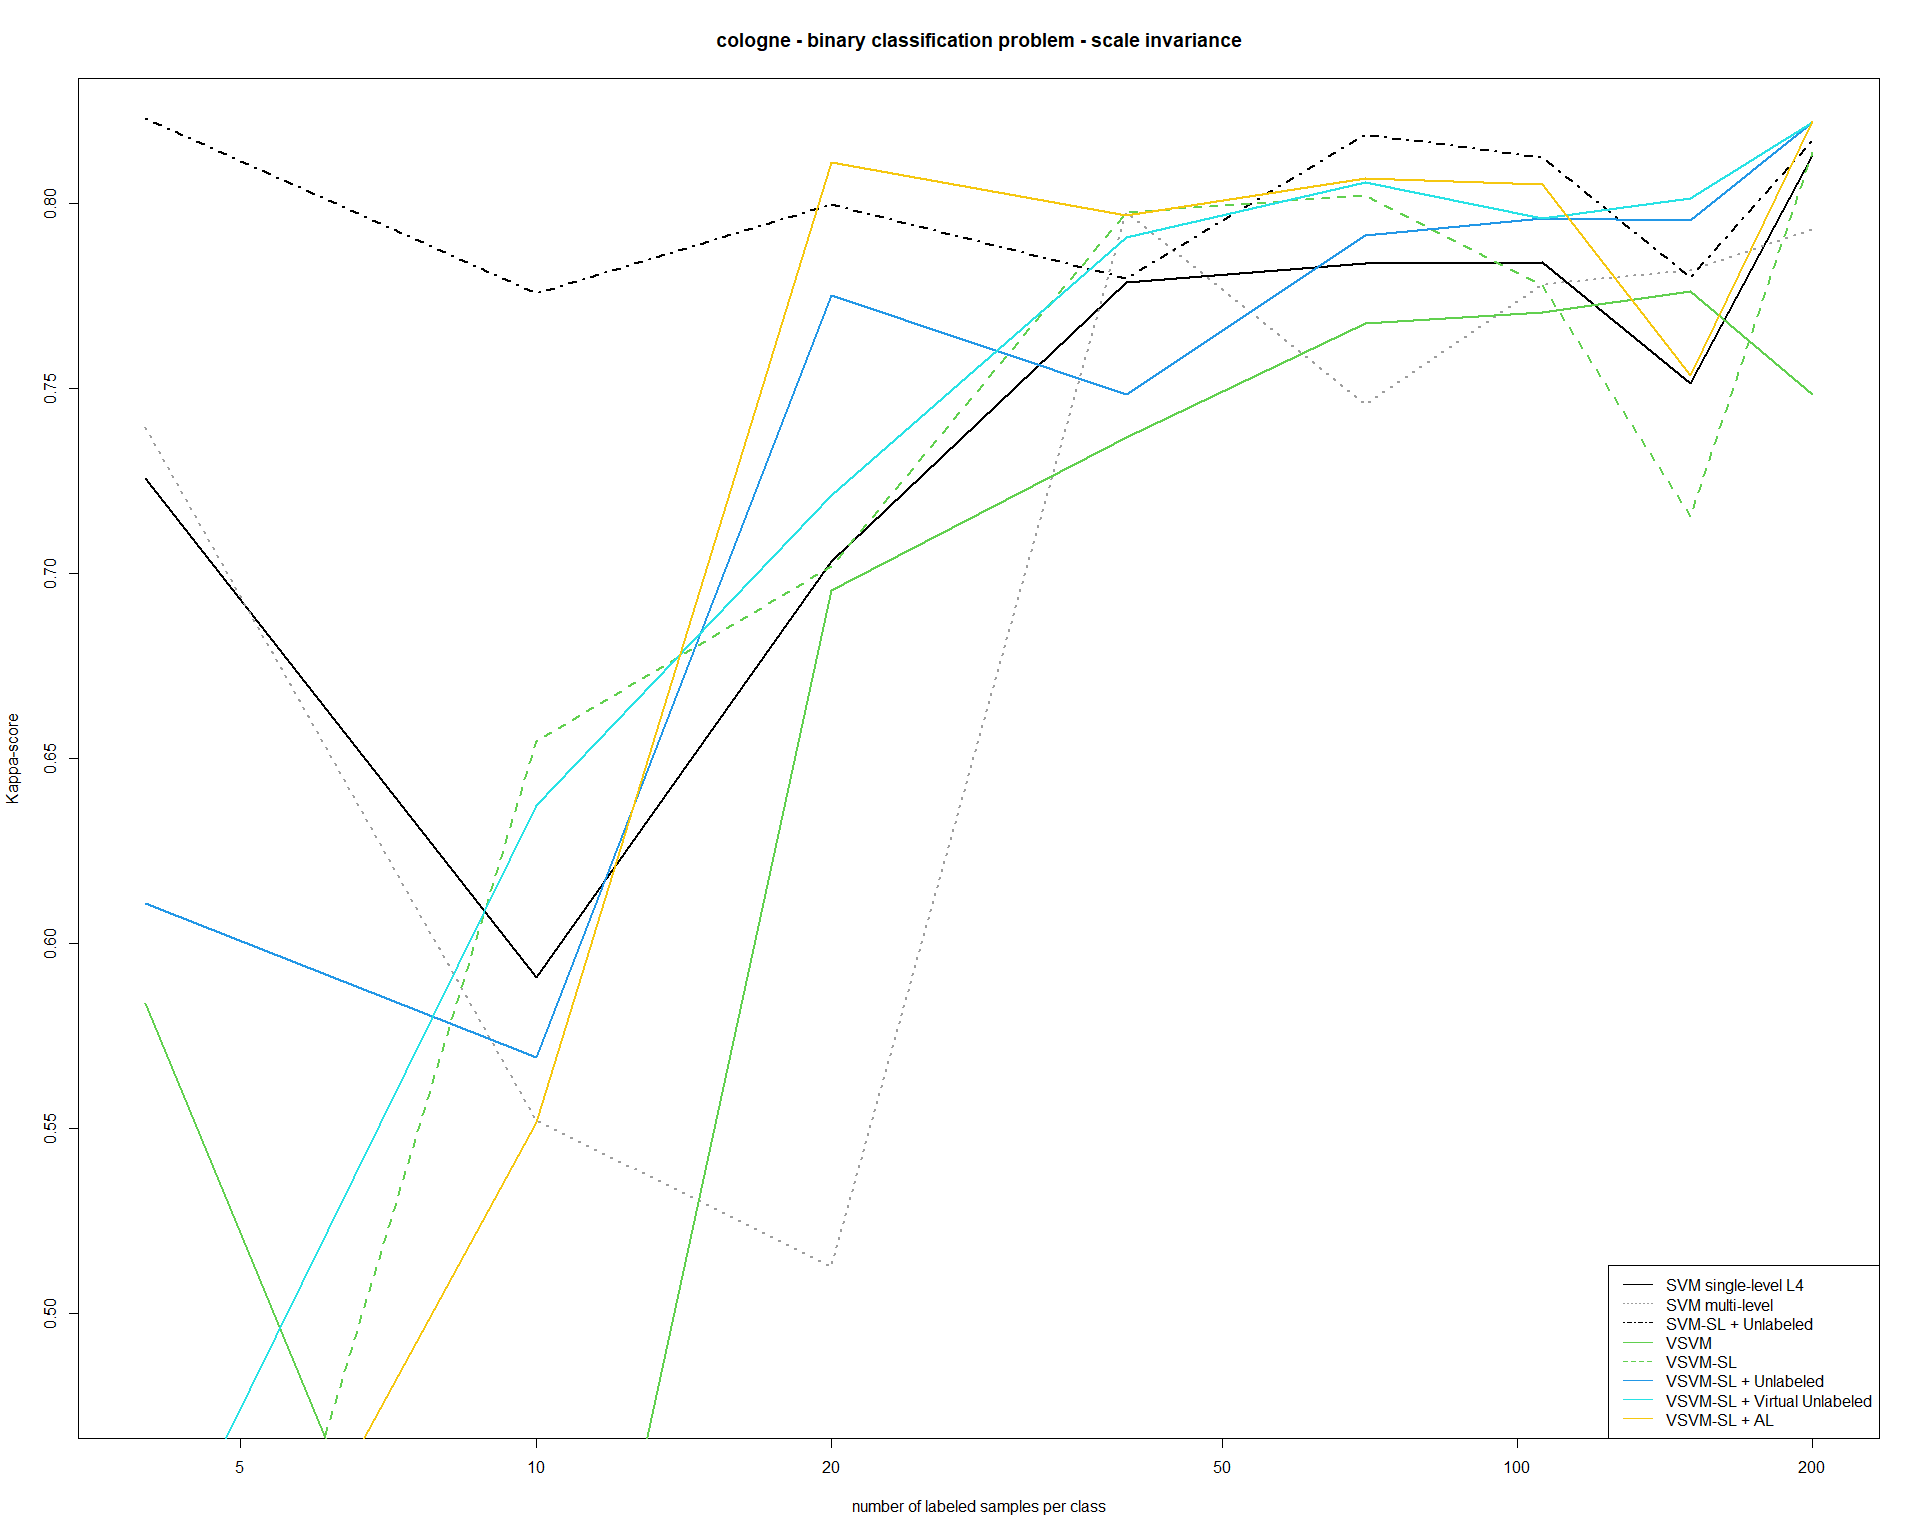 cologne - binary classification problem - scale invariance
Kappa-score
0.80
0.75
0.70
0.65
0.60
0.55
0.50
SVM single-level L4
SVM multi-level
SVM-SL + Unlabeled
VSVM
VSVM-SL
VSVM-SL + Unlabeled
VSVM-SL + Virtual Unlabeled
VSVM-SL + AL
5 10 20 50 100 200
number of labeled samples per class